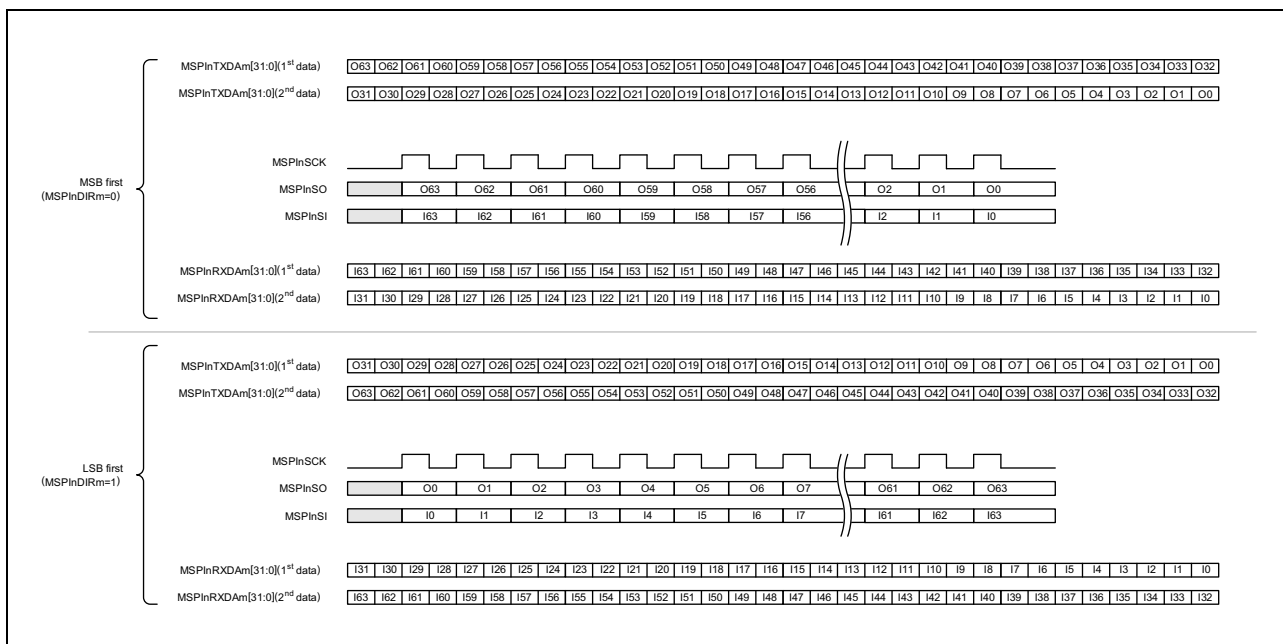 MSPInTXDAm[31:0](1st data) O63 O62 O61 O60 O59 O58 O57 O56 O55 O54 O53 O52 O51 O50 O49 O48 O47 O46 O45 O44 O43 O42 O41 O40 O39 O38 O37 O36 O35 O34 O33 O32
MSPInTXDAm[31:0](2nd data) O31 O30 O29 O28 O27 O26 O25 O24 O23 O22 O21 O20 O19 O18 O17 O16 O15 O14 O13 O12 O11 O10 O9 O8 O7 O6 O5 O4 O3 O2 O1 O0
MSPInSCK
MSB first
(MSPInDIRm=0)
MSPInSO O63 O62 O61 O60 O59 O58 O57 O56 O2 O1 O0
MSPInSI I63 I62 I61 I60 I59 I58 I57 I56 I2 I1 I0
MSPInRXDAm[31:0](1st data) I63 I62 I61 I60 I59 I58 I57 I56 I55 I54 I53 I52 I51 I50 I49 I48 I47 I46 I45 I44 I43 I42 I41 I40 I39 I38 I37 I36 I35 I34 I33 I32
MSPInRXDAm[31:0](2nd data) I31 I30 I29 I28 I27 I26 I25 I24 I23 I22 I21 I20 I19 I18 I17 I16 I15 I14 I13 I12 I11 I10 I9 I8 I7 I6 I5 I4 I3 I2 I1 I0
MSPInTXDAm[31:0](1st data) O31 O30 O29 O28 O27 O26 O25 O24 O23 O22 O21 O20 O19 O18 O17 O16 O15 O14 O13 O12 O11 O10 O9 O8 O7 O6 O5 O4 O3 O2 O1 O0
MSPInTXDAm[31:0](2nd data) O63 O62 O61 O60 O59 O58 O57 O56 O55 O54 O53 O52 O51 O50 O49 O48 O47 O46 O45 O44 O43 O42 O41 O40 O39 O38 O37 O36 O35 O34 O33 O32
MSPInSCK
LSB first
(MSPInDIRm=1)
MSPInSO O0 O1 O2 O3 O4 O5 O6 O7 O61 O62 O63
MSPInSI I0 I1 I2 I3 I4 I5 I6 I7 I61 I62 I63
MSPInRXDAm[31:0](1st data) I31 I30 I29 I28 I27 I26 I25 I24 I23 I22 I21 I20 I19 I18 I17 I16 I15 I14 I13 I12 I11 I10 I9 I8 I7 I6 I5 I4 I3 I2 I1 I0
MSPInRXDAm[31:0](2nd data) I63 I62 I61 I60 I59 I58 I57 I56 I55 I54 I53 I52 I51 I50 I49 I48 I47 I46 I45 I44 I43 I42 I41 I40 I39 I38 I37 I36 I35 I34 I33 I32